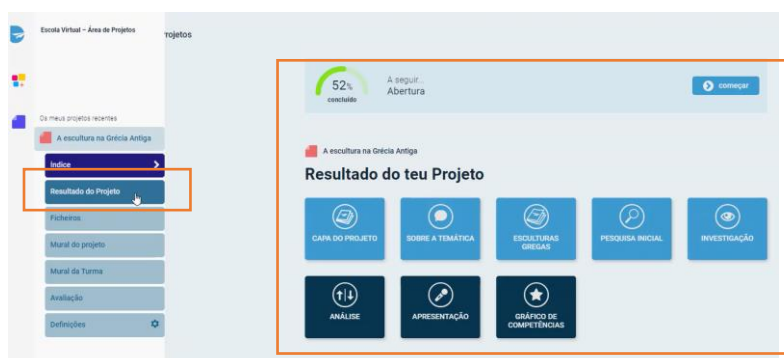 Escola Virtual – Área de Projetos
rojetos
Os meus projetos recentes
A escultura na Grécia Antiga
Índice
Resultado do Projeto
Ficheiros
Mural do projeto
Mural da Turma
Avaliação
Definições
52%
concluído
A seguir...
Abertura
começar
A escultura na Grécia Antiga
Resultado do teu Projeto
CAPA DO PROJETO
SOBRE A TEMÁTICA
ESCULTURAS
GREGAS
PESQUISA INICIAL
INVESTIGAÇÃO
ANÁLISE
APRESENTAÇÃO
GRÁFICO DE
COMPETÊNCIAS